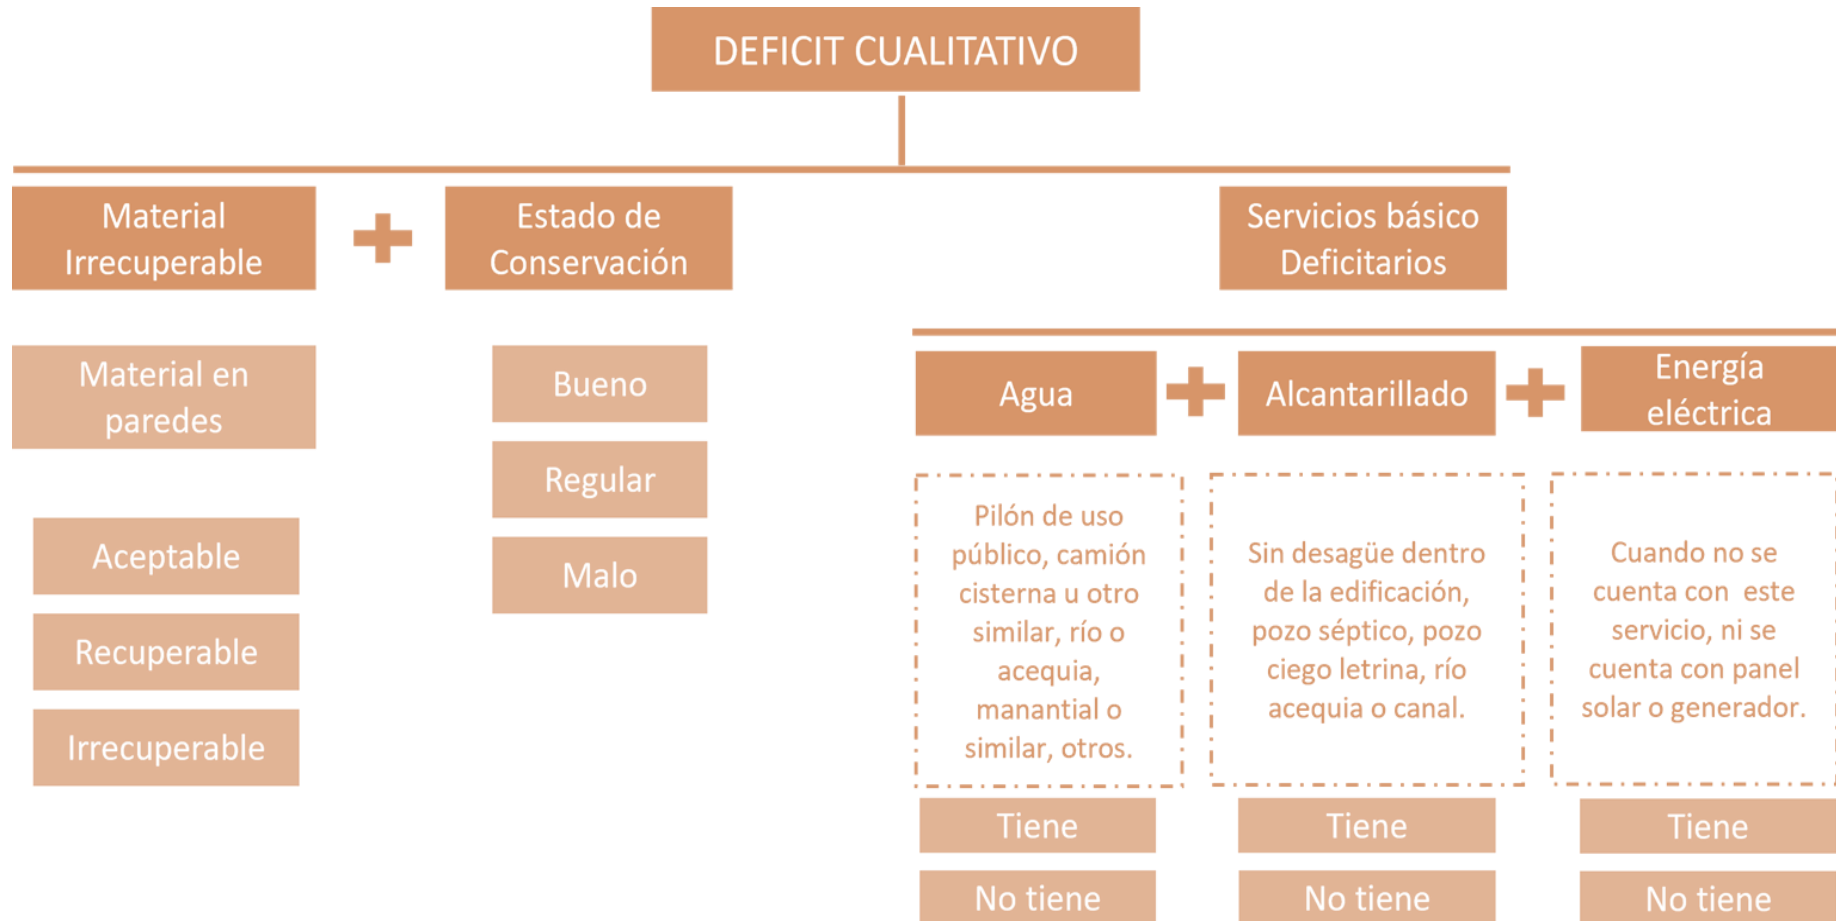 DEFICIT CUALITATIVO
Material
Irrecuperable
Estado de
Conservación
Servicios básico
Deficitarios
Material en
paredes
Aceptable
Recuperable
Irrecuperable
Bueno
Regular
Malo
Agua
Alcantarillado
Energía
eléctrica
Pilón de uso
público, camión
cisterna u otro
similar, río o
acequia,
manantial o
similar, otros.
Sin desagüe dentro
de la edificación,
pozo séptico, pozo
ciego letrina, río
acequia o canal.
Cuando no se
cuenta con este
servicio, ni se
cuenta con panel
solar o generador.
Tiene
Tiene
Tiene
No tiene
No tiene
No tiene